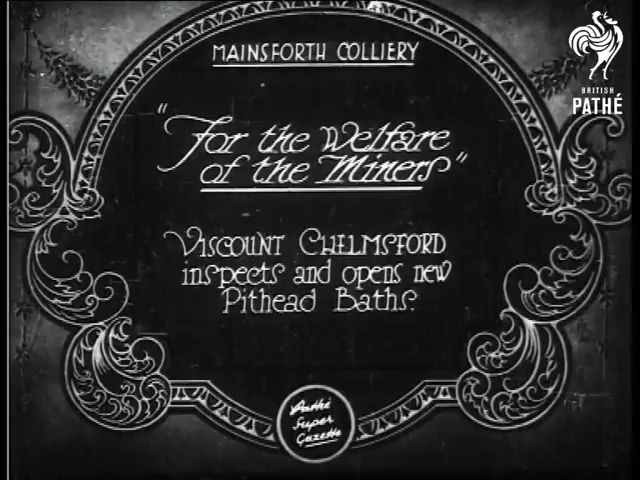 MAINSFORTH COLLIERY
"For the Welfare
of the Miners"
VISCOUNT CHELMSFORD
inspects and opens new
Pithead Baths.
Pathé
Super
Gazette
BRITISH
PATHÉ